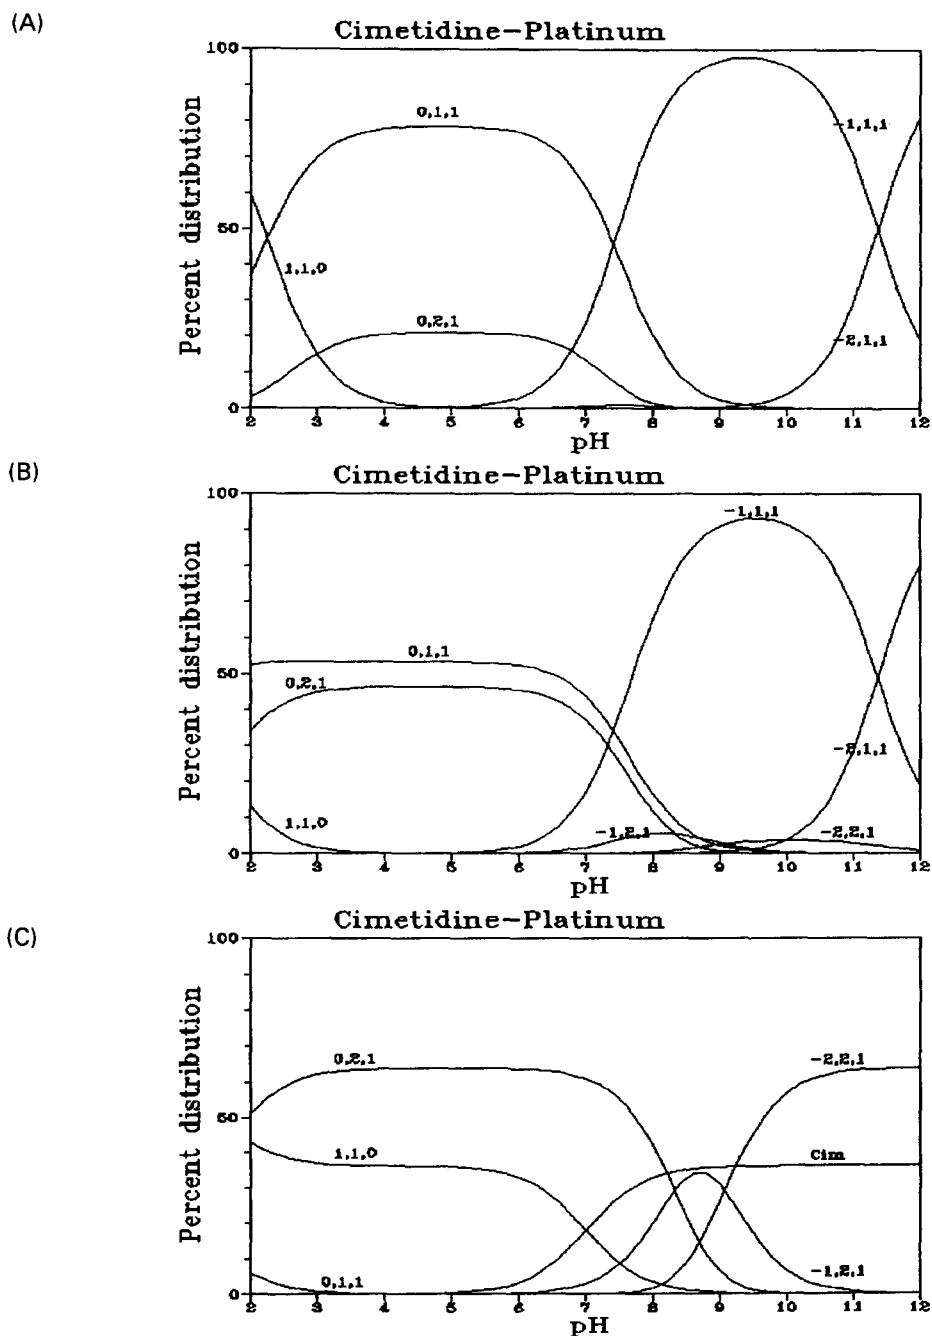 (A)
Cimetidine-Platinum
100
50
0
Percent distribution
0,1,1
1,1,0
0,2,1
-1,1,1
-2,1,1
2 3 4 5 6 7 8 9 10 11 12
pH
(B)
Cimetidine-Platinum
100
50
0
Percent distribution
-1,1,1
0,1,1
0,2,1
1,1,0
-1,2,1
-2,1,1
-2,2,1
2 3 4 5 6 7 8 9 10 11 12
pH
(C)
Cimetidine-Platinum
100
50
0
Percent distribution
0,2,1
-2,2,1
1,1,0
Cim
0,1,1
-1,2,1
2 3 4 5 6 7 8 9 10 11 12
pH